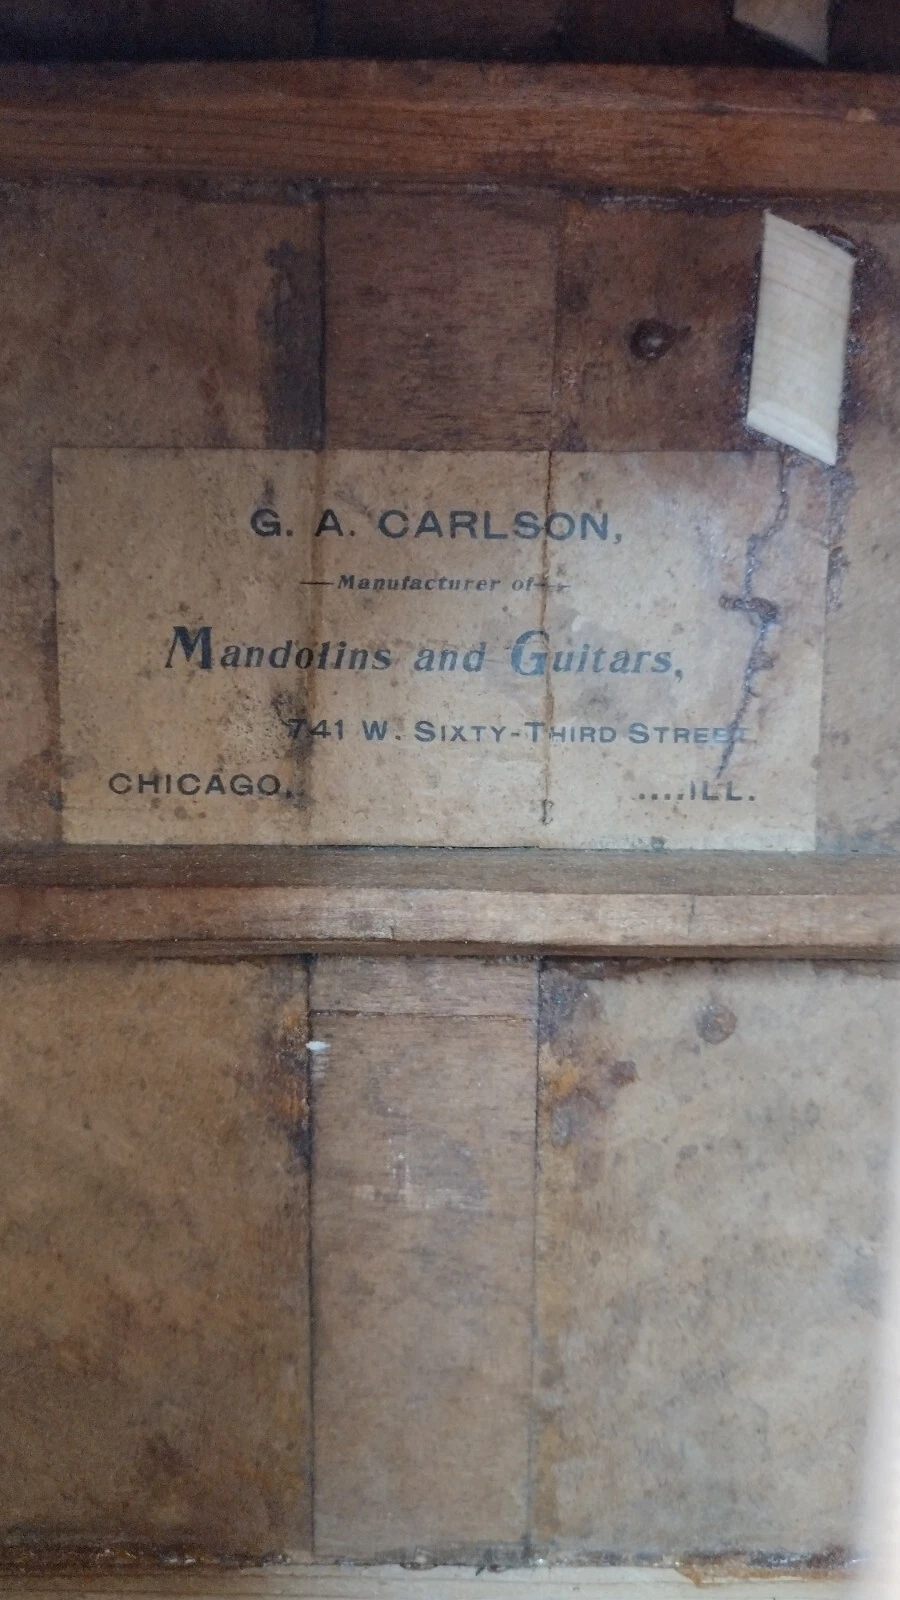 G. A. CARLSON,
—Manufacturer of—
Mandolins and Guitars,
741 W. SIXTY-THIRD STREET
CHICAGO, ....ILL.